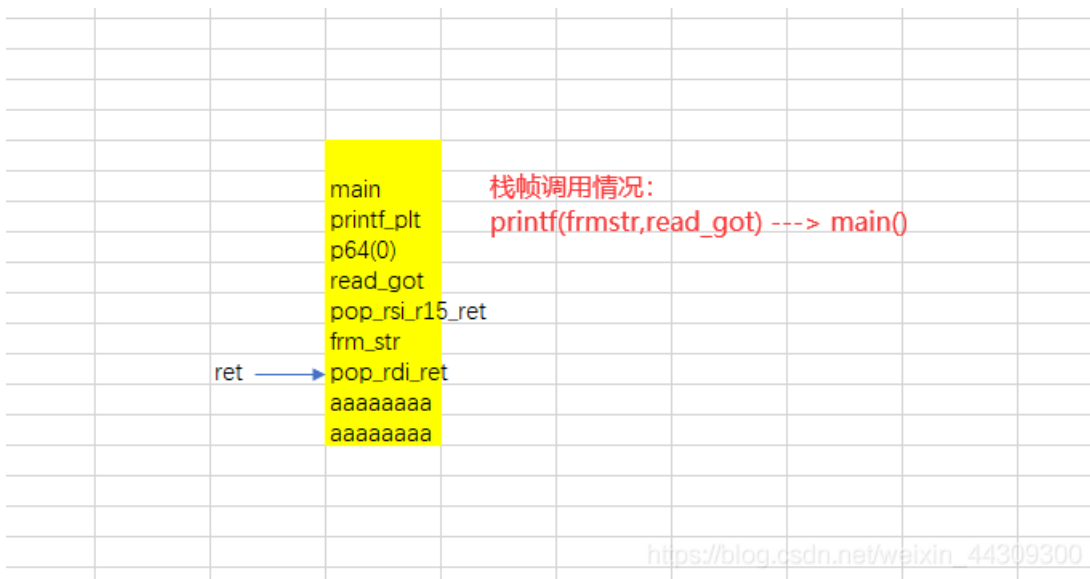 main
printf_plt
p64(0)
read_got
pop_rsi_r15_ret
frm_str
ret
pop_rdi_ret
aaaaaaaa
aaaaaaaa
栈帧调用情况：
printf(frmstr,read_got) ---> main()
https://blog.csdn.net/weixin_44309300